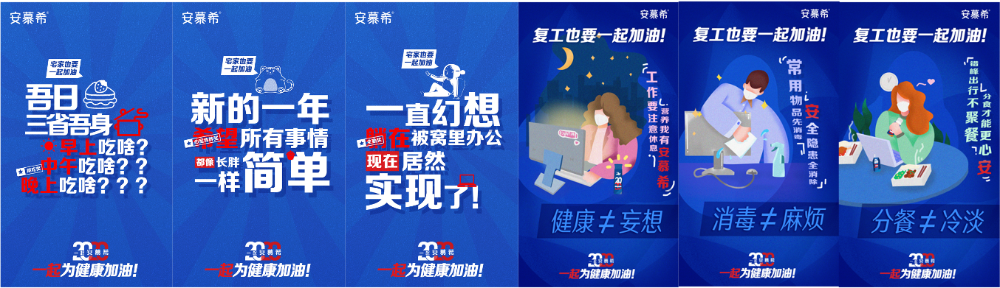 安慕希
宅家也要
一起加油
吾日
三省吾身
早上吃啥?
中午吃啥??
晚上吃啥???
2020
一起安慕希
一起为健康加油!
安慕希
宅家也要
一起加油
新的一年
希望所有事情
都像长胖
一样简单
2020
一起安慕希
一起为健康加油!
安慕希
宅家也要
一起加油
一直幻想
躺在被窝里办公
现在居然
实现了!
2020
一起安慕希
一起为健康加油!
安慕希
复工也要一起加油!
工作要注意休息
营养我有安慕希
健康≠妄想
2020
一起安慕希
一起为健康加油!
安慕希
复工也要一起加油!
常用物品先消毒
安全隐患全消除
消毒≠麻烦
2020
一起安慕希
一起为健康加油!
安慕希
复工也要一起加油!
错峰出行不聚餐
分食才能更心安
分餐≠冷淡
2020
一起安慕希
一起为健康加油!